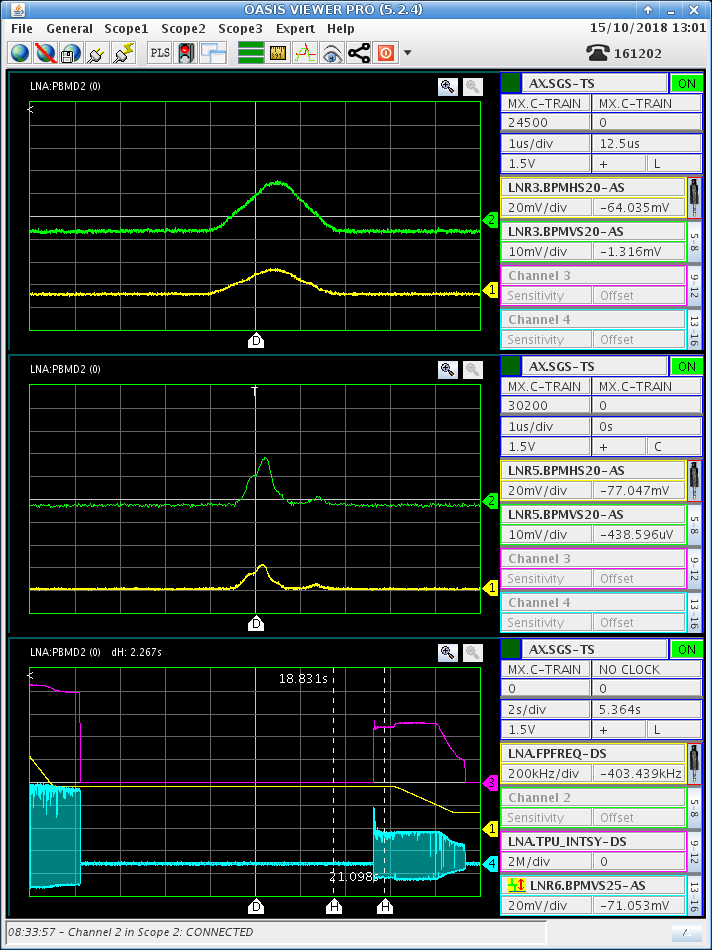 OASIS VIEWER PRO (5.2.4)
File General Scope1 Scope2 Scope3 Expert Help
15/10/2018 13:01
PLS
161202
LNA:PBMD2 (0)
<
2
1
D
AX.SGS-TS ON
MX.C-TRAIN MX.C-TRAIN
24500 0
1us/div 12.5us
1.5V + L
LNR3.BPMHS20-AS
20mV/div -64.035mV
LNR3.BPMVS20-AS
10mV/div -1.316mV
5-8
Channel 3
Sensitivity Offset
9-12
Channel 4
Sensitivity Offset
13-16
LNA:PBMD2 (0)
T
2
1
D
AX.SGS-TS ON
MX.C-TRAIN MX.C-TRAIN
30200 0
1us/div 0s
1.5V + C
LNR5.BPMHS20-AS
20mV/div -77.047mV
LNR5.BPMVS20-AS
10mV/div -438.596uV
5-8
Channel 3
Sensitivity Offset
9-12
Channel 4
Sensitivity Offset
13-16
LNA:PBMD2 (0) dH: 2.267s
<
18.831s
21.098s
3
1
4
D H H
AX.SGS-TS ON
MX.C-TRAIN NO CLOCK
0 0
2s/div 5.364s
1.5V + L
LNA.FPFREQ-DS
200kHz/div -403.439kHz
Channel 2
Sensitivity Offset
5-8
LNA.TPU_INTSY-DS
2M/div 0
9-12
LNR6.BPMVS25-AS
20mV/div -71.053mV
13-16
08:33:57 - Channel 2 in Scope 2: CONNECTED